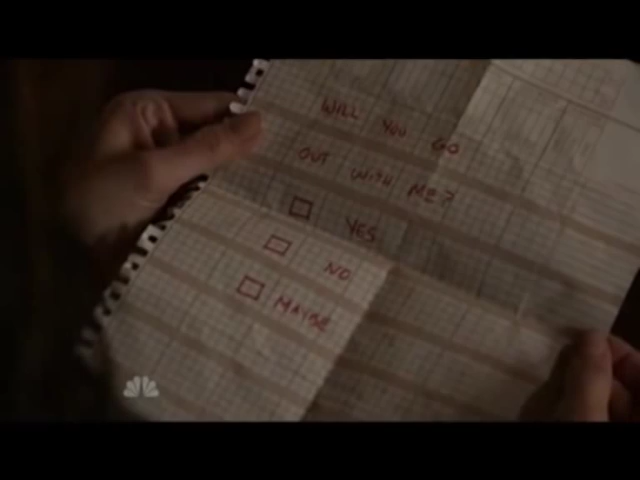 WILL YOU GO
OUT WITH ME?
YES
NO
MAYBE